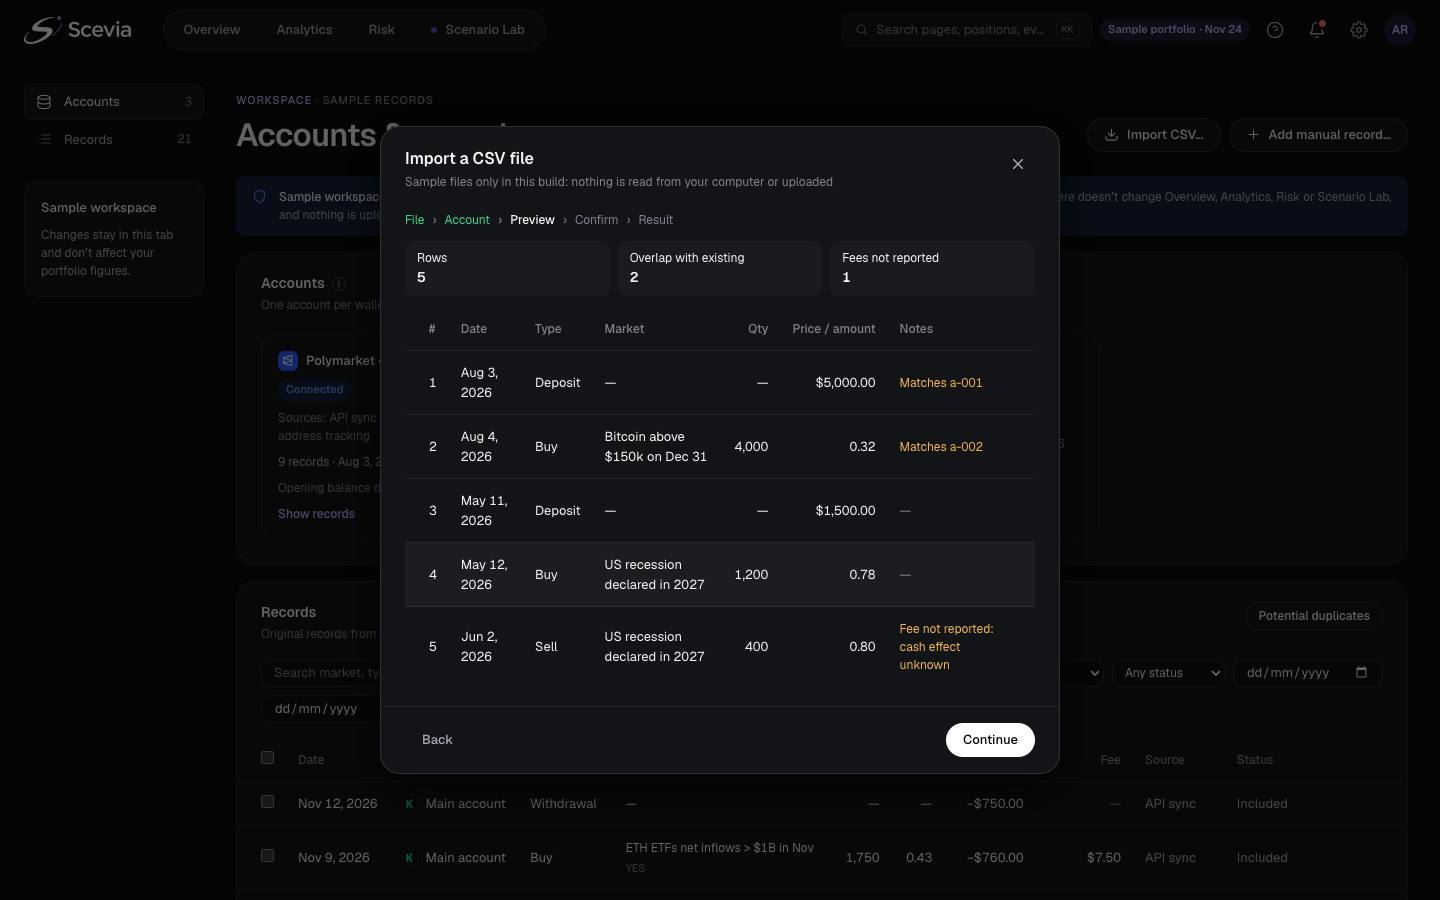 Scevia
Overview
Analytics
Risk
Scenario Lab
Search pages, positions, ev...
⌘K
Sample portfolio · Nov 24
AR
Accounts 3
Records 21
Sample workspace
Changes stay in this tab
and don't affect your
portfolio figures.
WORKSPACE · SAMPLE RECORDS
Accounts
Import CSV...
Add manual record...
Sample workspace
ere doesn't change Overview, Analytics, Risk or Scenario Lab,
and nothing is
Accounts
One account per
Polymarket
Connected
Sources: API sync
address tracking
9 records · Aug 3,
Opening balance
Show records
Import a CSV file
Sample files only in this build: nothing is read from your computer or uploaded
File › Account › Preview › Confirm › Result
Rows
5
Overlap with existing
2
Fees not reported
1
# Date Type Market Qty Price / amount Notes
1 Aug 3, 2026 Deposit — — $5,000.00 Matches a-001
2 Aug 4, 2026 Buy Bitcoin above $150k on Dec 31 4,000 0.32 Matches a-002
3 May 11, 2026 Deposit — — $1,500.00 —
4 May 12, 2026 Buy US recession declared in 2027 1,200 0.78 —
5 Jun 2, 2026 Sell US recession declared in 2027 400 0.80 Fee not reported: cash effect unknown
Back
Continue
Records
Original records from
Potential duplicates
Search market,
Any status
dd/mm/yyyy
dd/mm/yyyy
Date
Fee Source Status
Nov 12, 2026 K Main account Withdrawal — — — −$750.00 — API sync Included
Nov 9, 2026 K Main account Buy ETH ETFs net inflows > $1B in Nov 1,750 0.43 −$760.00 $7.50 API sync Included
YES